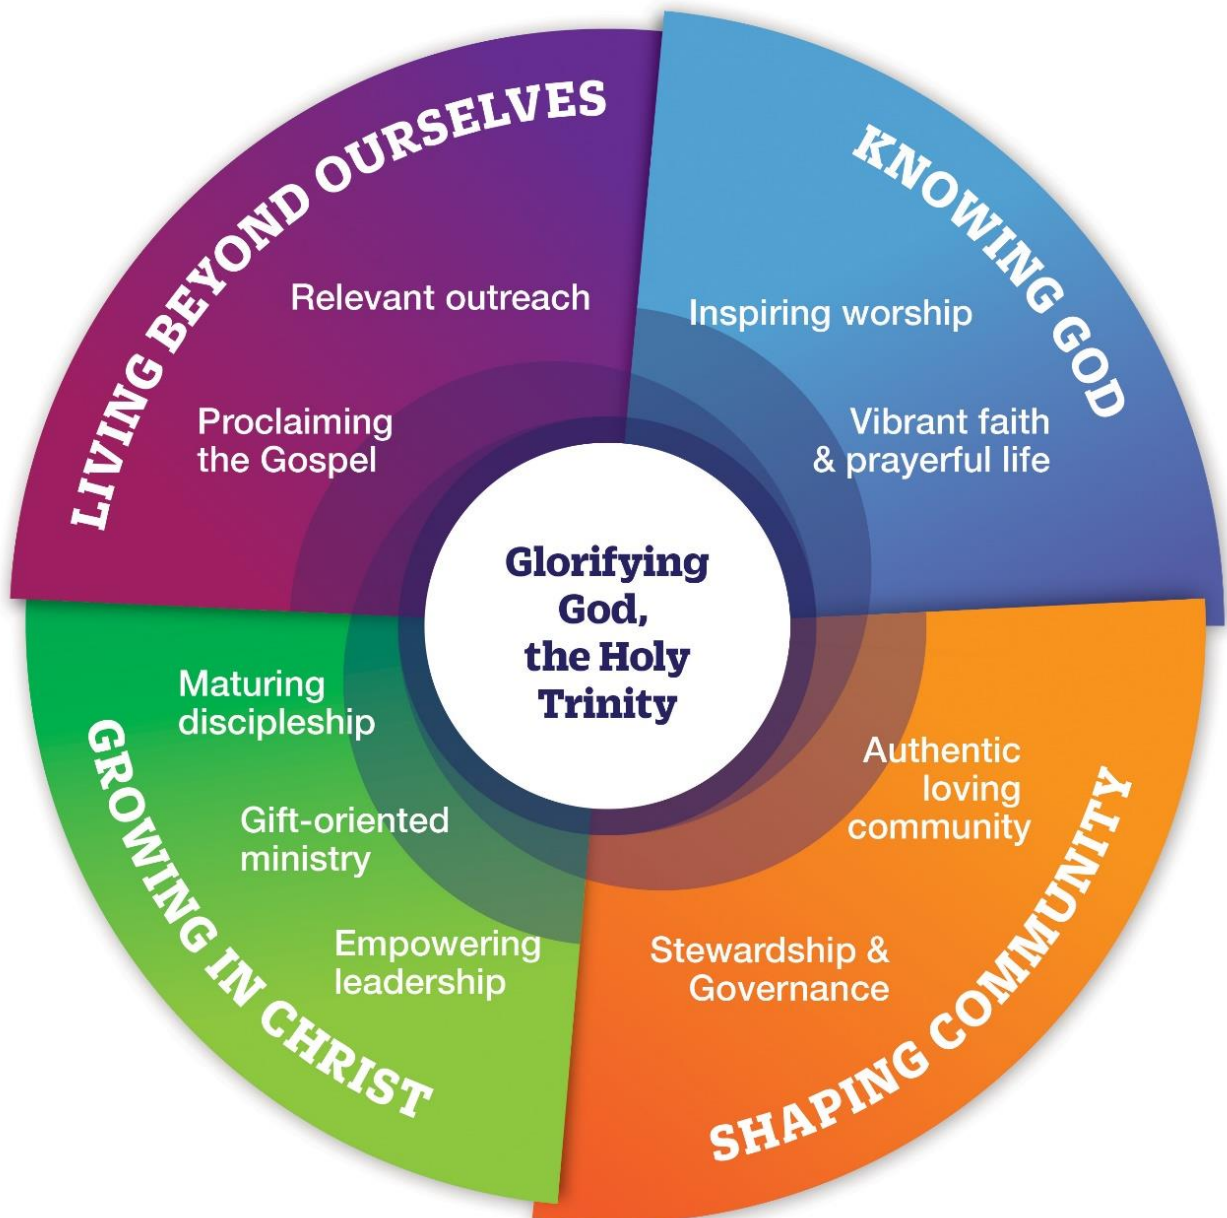 LIVING BEYOND OURSELVES
Relevant outreach
Proclaiming
the Gospel
KNOWING GOD
Inspiring worship
Vibrant faith
& prayerful life
Glorifying
God,
the Holy
Trinity
GROWING IN CHRIST
Maturing
discipleship
Gift-oriented
ministry
Empowering
leadership
SHAPING COMMUNITY
Authentic
loving
community
Stewardship &
Governance